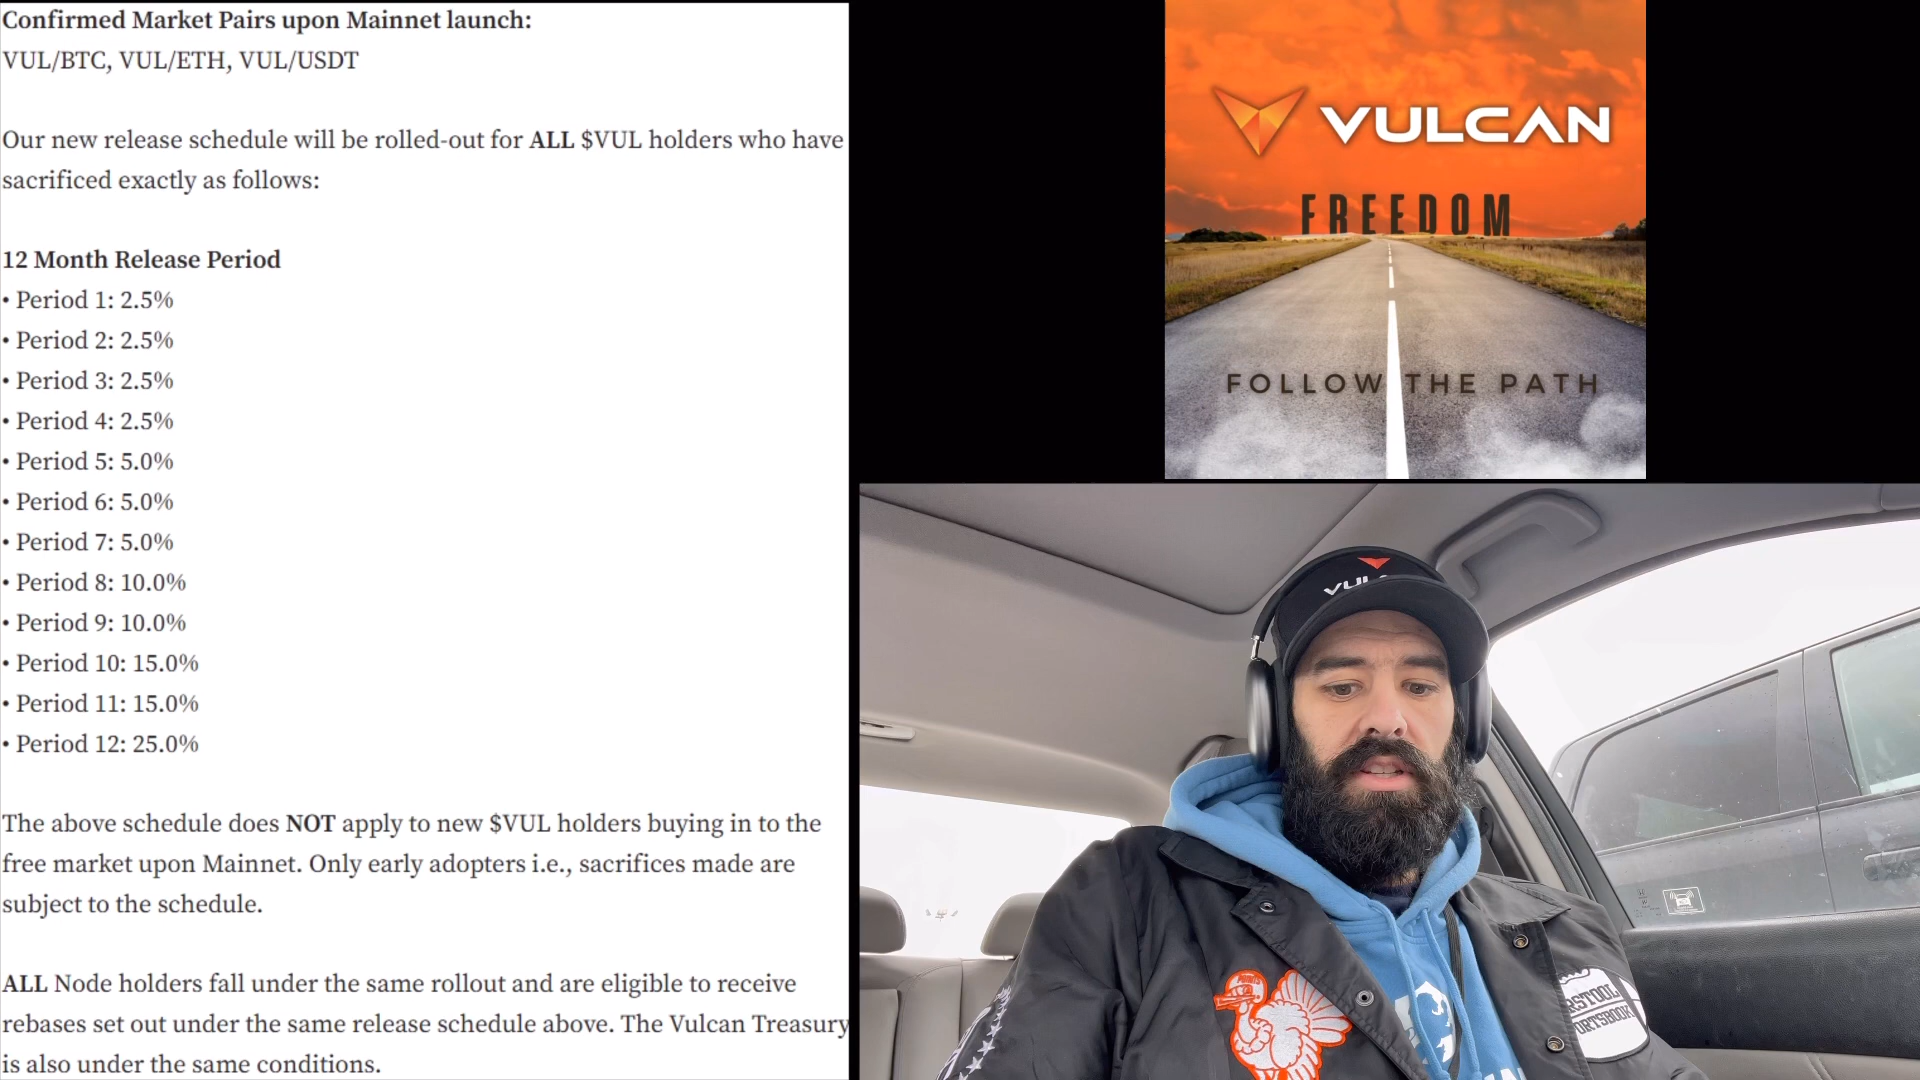 Confirmed Market Pairs upon Mainnet launch:
VUL/BTC, VUL/ETH, VUL/USDT
Our new release schedule will be rolled-out for ALL $VUL holders who have
sacrificed exactly as follows:
12 Month Release Period
• Period 1: 2.5%
• Period 2: 2.5%
• Period 3: 2.5%
• Period 4: 2.5%
• Period 5: 5.0%
• Period 6: 5.0%
• Period 7: 5.0%
• Period 8: 10.0%
• Period 9: 10.0%
• Period 10: 15.0%
• Period 11: 15.0%
• Period 12: 25.0%
The above schedule does NOT apply to new $VUL holders buying in to the
free market upon Mainnet. Only early adopters i.e., sacrifices made are
subject to the schedule.
ALL Node holders fall under the same rollout and are eligible to receive
rebases set out under the same release schedule above. The Vulcan Treasury
is also under the same conditions.
VULCAN
FREEDOM
FOLLOW THE PATH
VULC
RSTOOL
ORTSBOOK